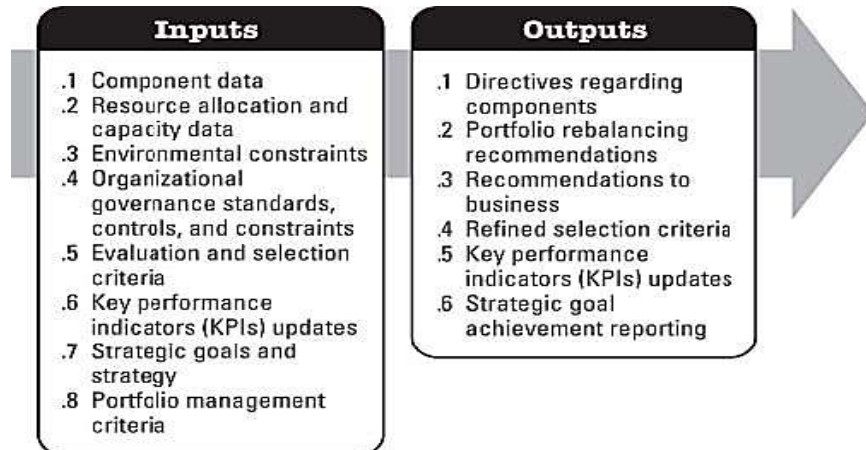 Inputs
.1 Component data
.2 Resource allocation and
capacity data
.3 Environmental constraints
.4 Organizational
governance standards,
controls, and constraints
.5 Evaluation and selection
criteria
.6 Key performance
indicators (KPIs) updates
.7 Strategic goals and
strategy
.8 Portfolio management
criteria
Outputs
.1 Directives regarding
components
.2 Portfolio rebalancing
recommendations
.3 Recommendations to
business
.4 Refined selection criteria
.5 Key performance
indicators (KPIs) updates
.6 Strategic goal
achievement reporting